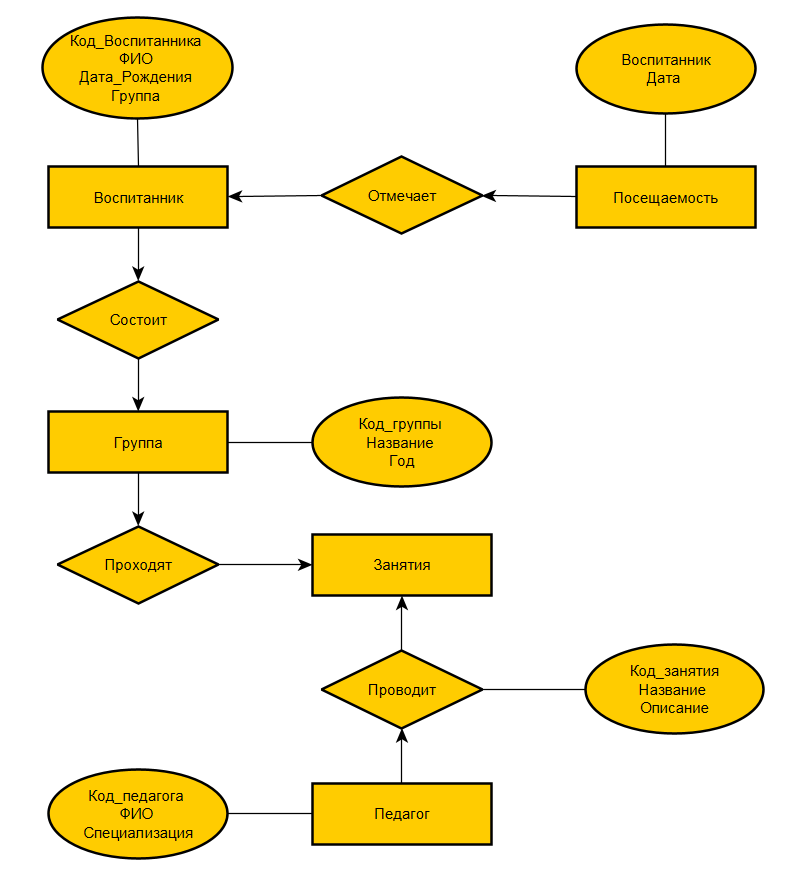 Код_Воспитанника
ФИО
Дата_Рождения
Группа
Воспитанник
Дата
Воспитанник
Отмечает
Посещаемость
Состоит
Группа
Код_группы
Название
Год
Проходят
Занятия
Проводит
Код_занятия
Название
Описание
Код_педагога
ФИО
Специализация
Педагог